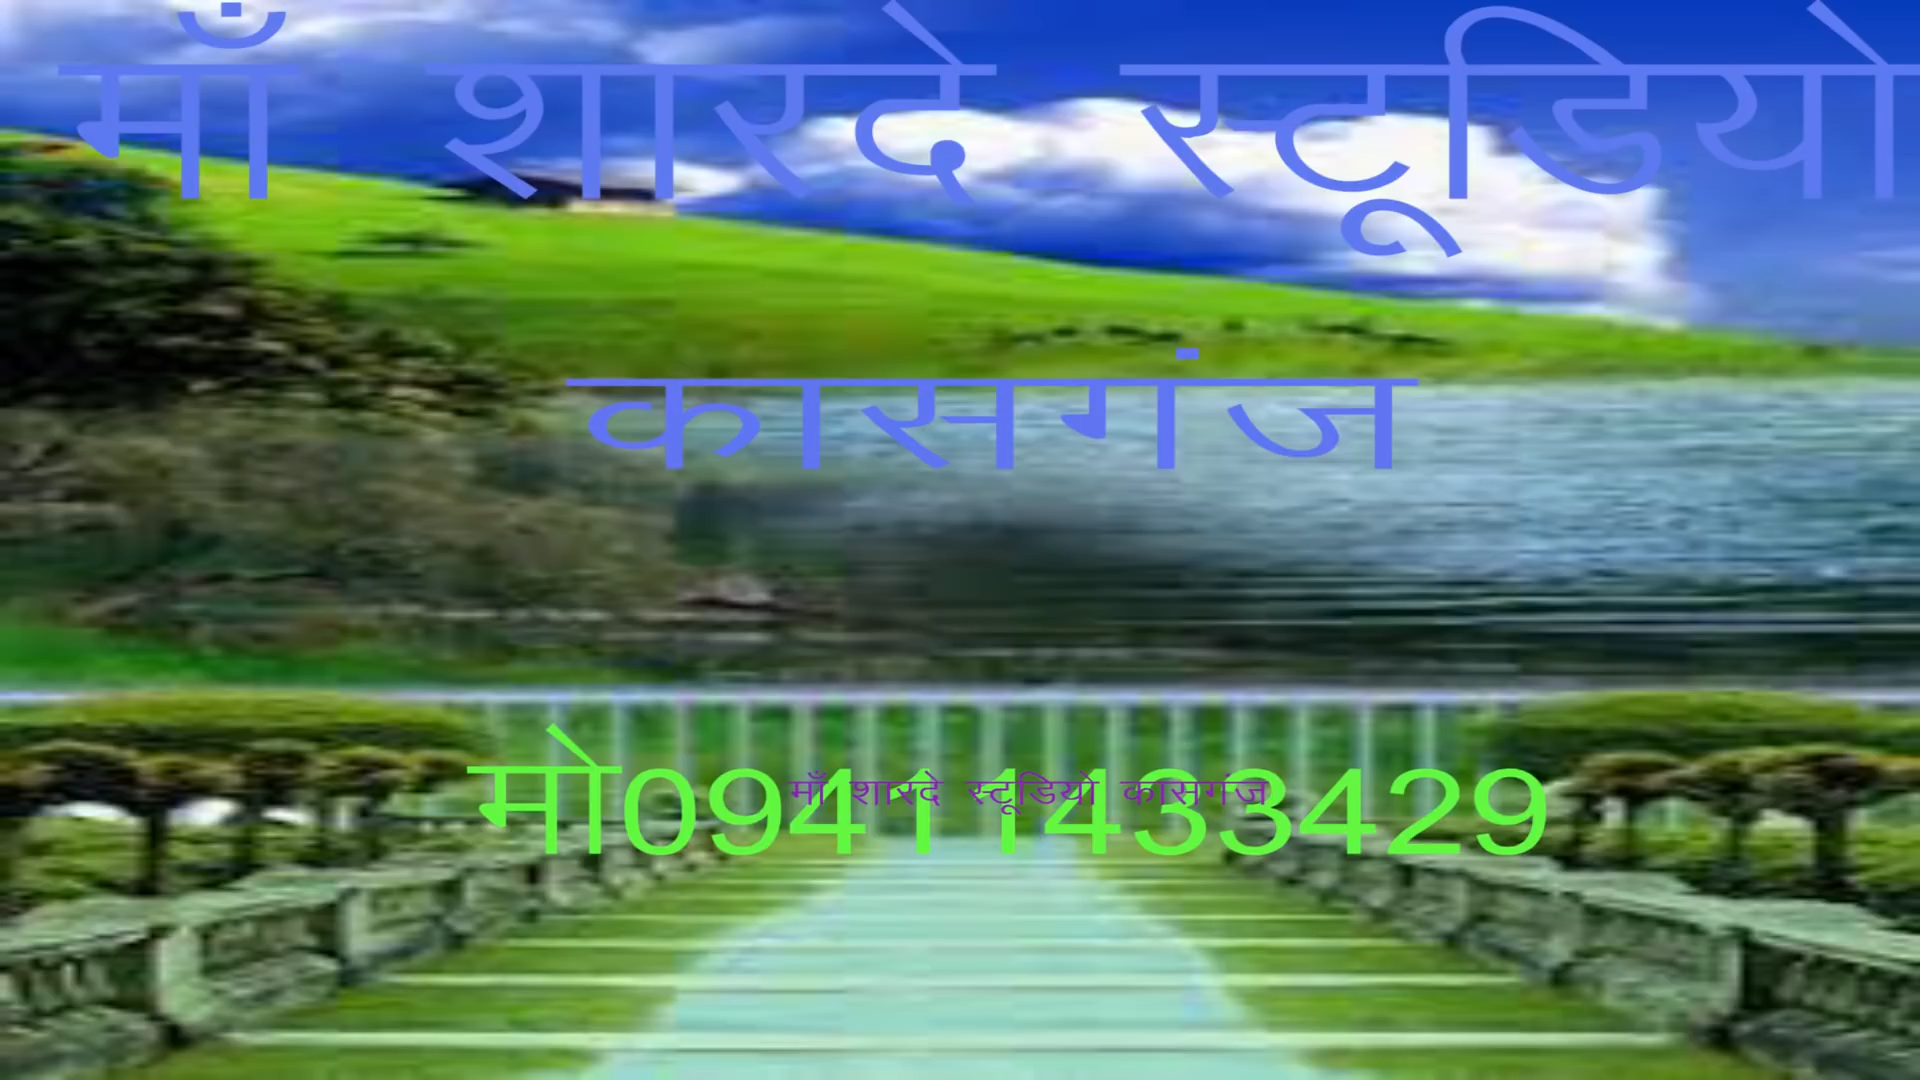 माँ शारदे स्टूडियो
कासगंज
मो09411433429
माँ शारदे स्टूडियो कासगंज